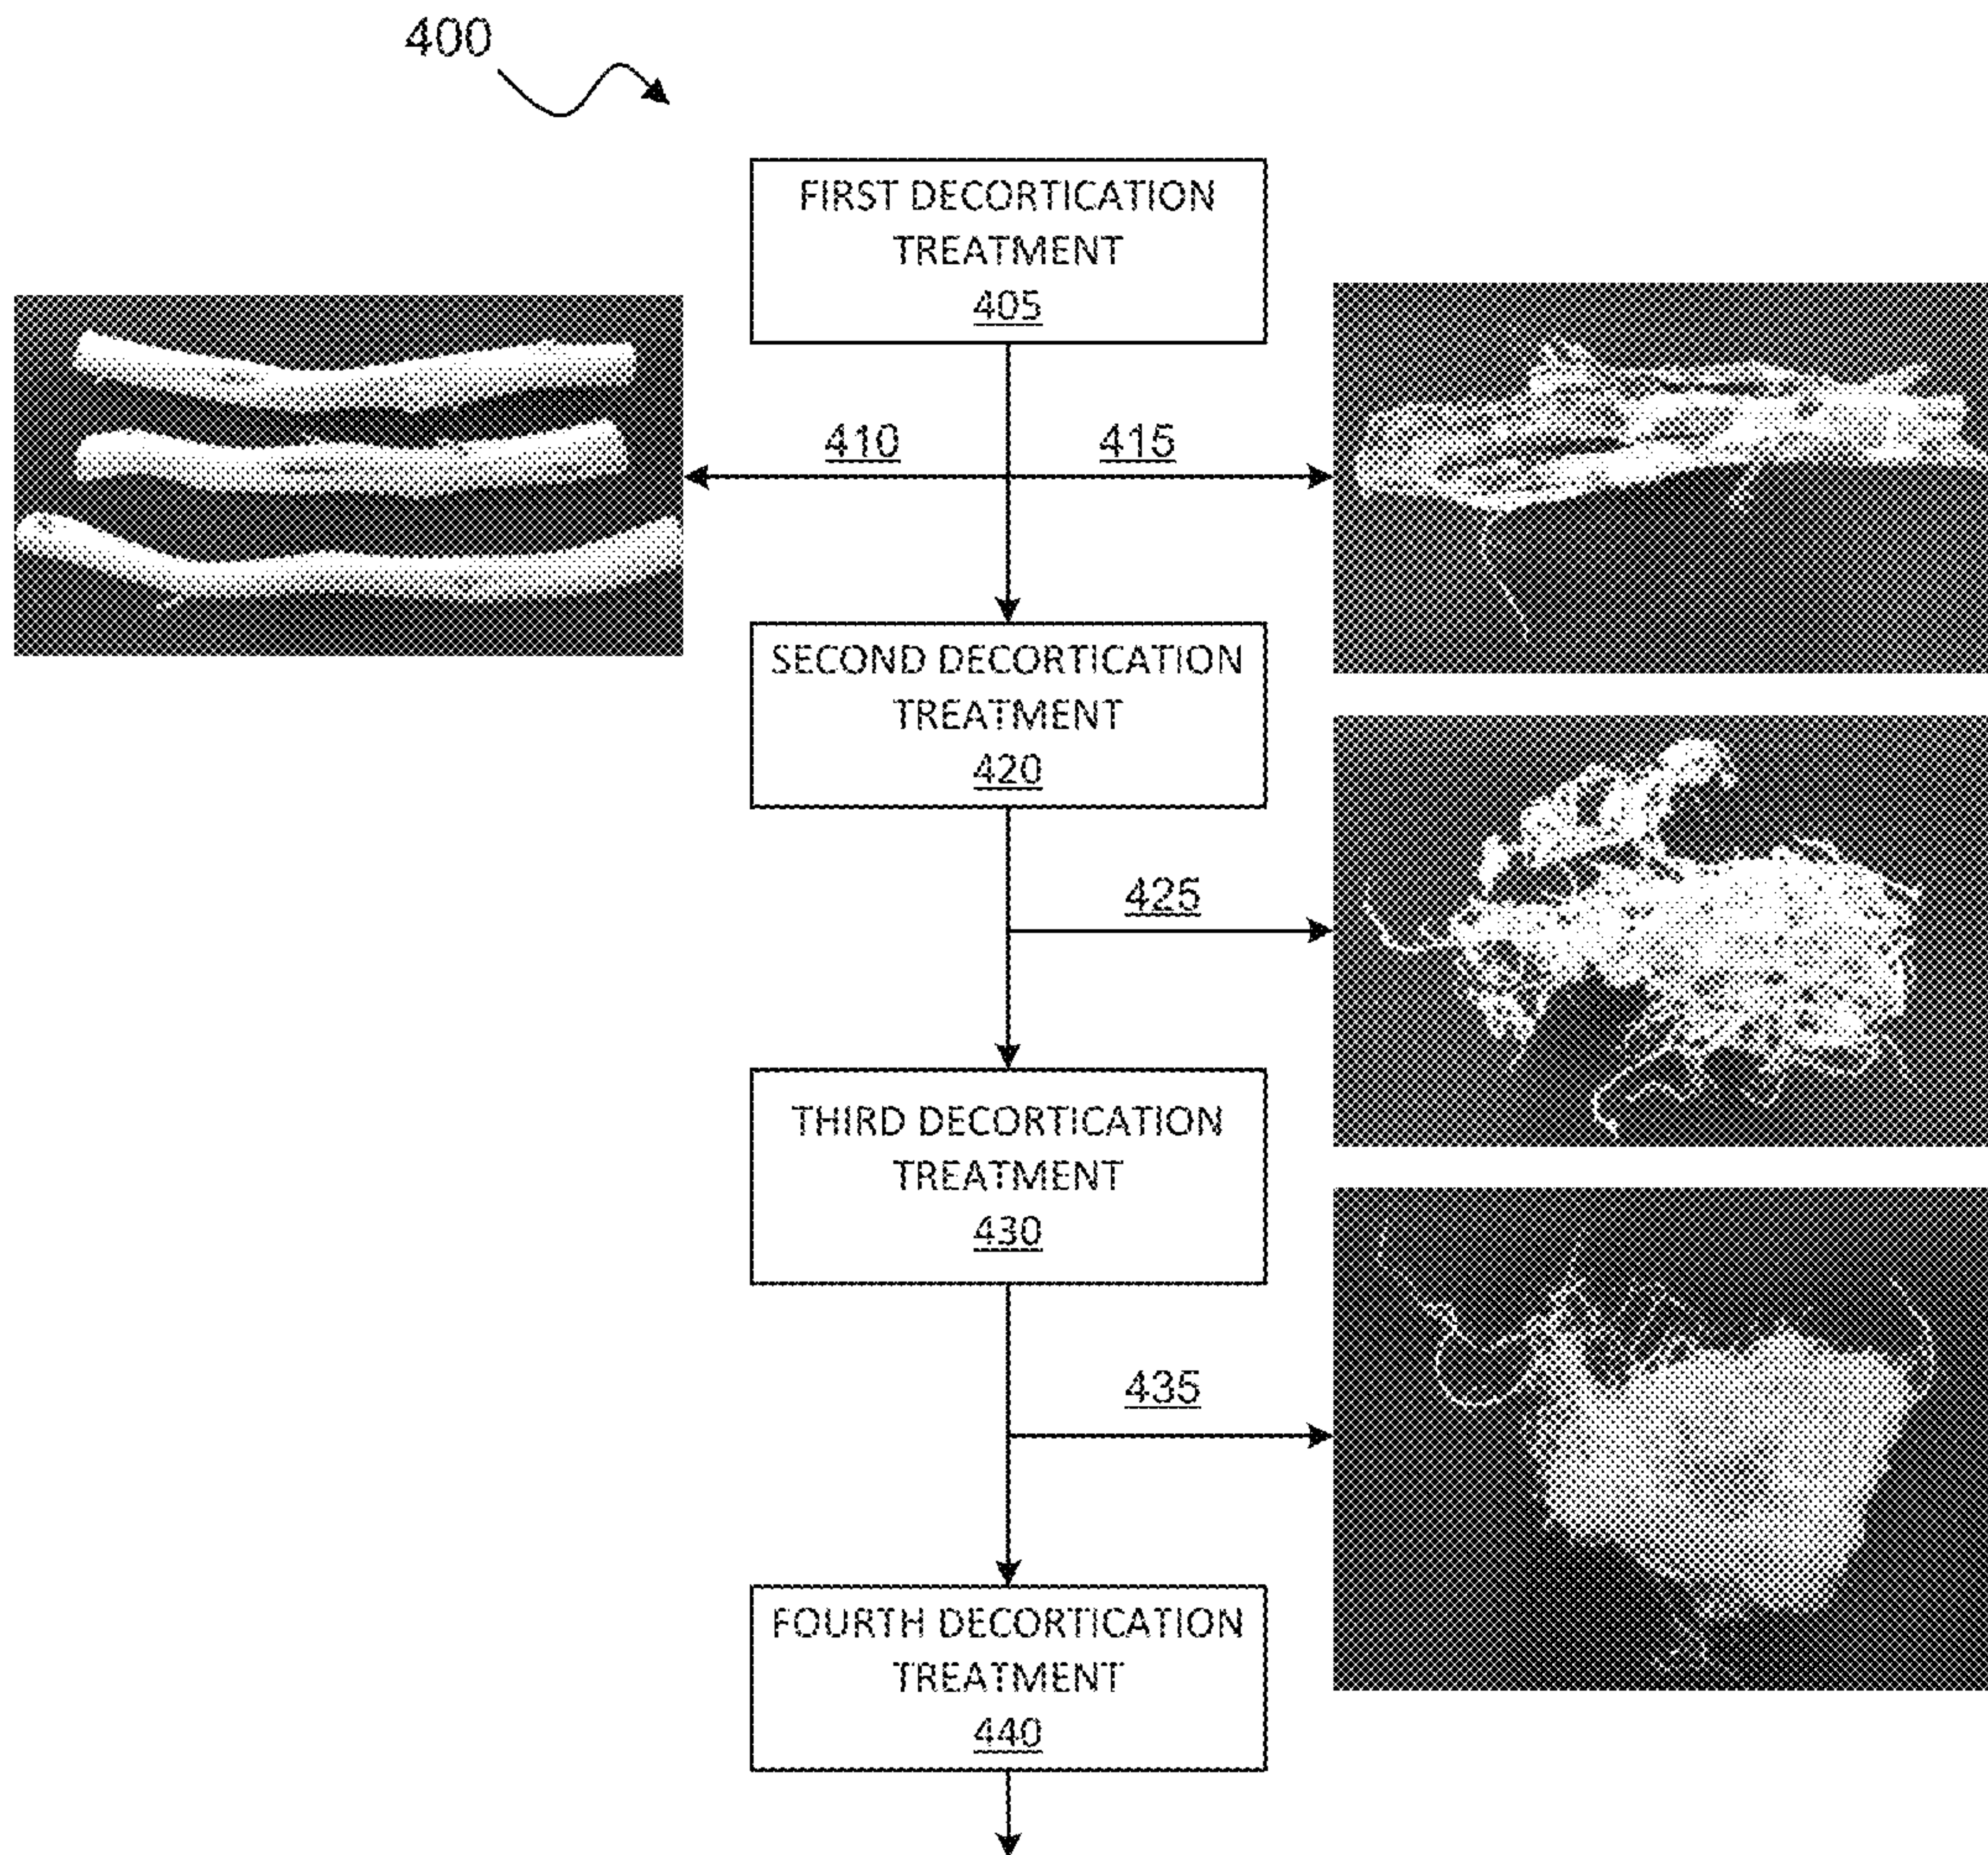 400
FIRST DECORTICATION
TREATMENT
405
410
415
SECOND DECORTICATION
TREATMENT
420
425
THIRD DECORTICATION
TREATMENT
430
435
FOURTH DECORTICATION
TREATMENT
440